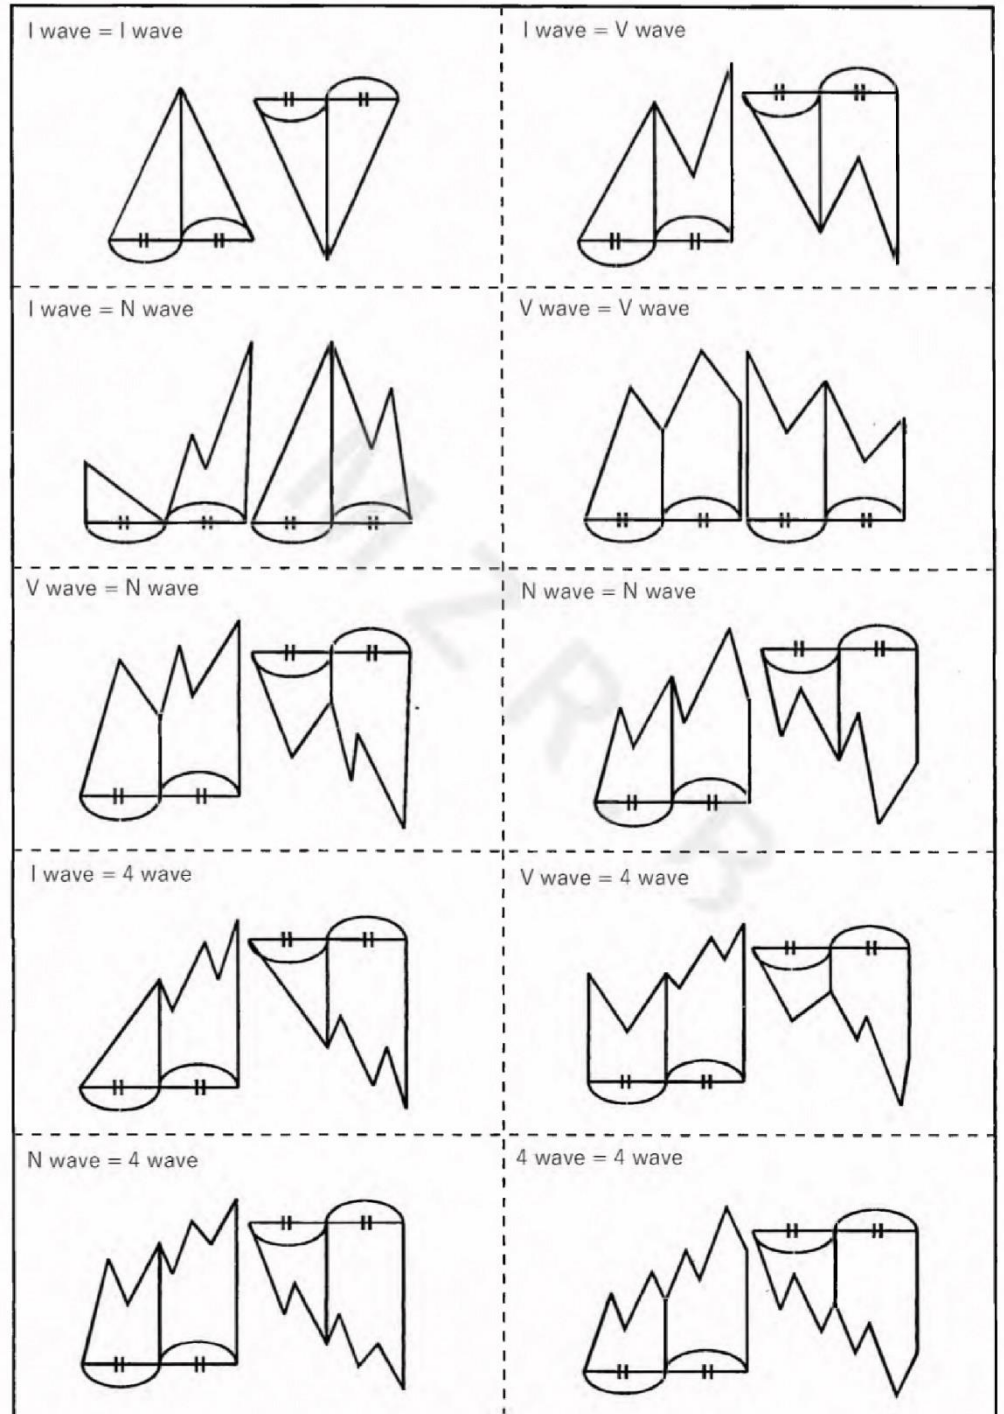 I wave = I wave
I wave = V wave
I wave = N wave
V wave = V wave
V wave = N wave
N wave = N wave
I wave = 4 wave
V wave = 4 wave
N wave = 4 wave
4 wave = 4 wave
MZRB